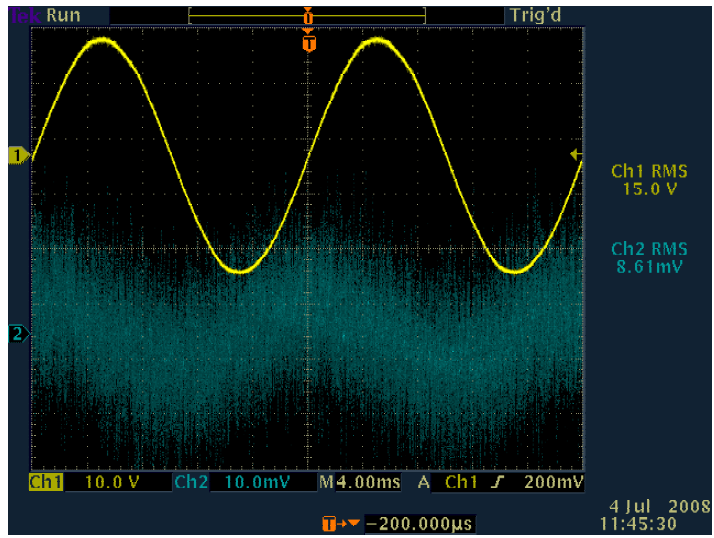 Tek Run Trig'd
T
1
Ch1 RMS
15.0 V
Ch2 RMS
8.61mV
2
Ch1 10.0 V Ch2 10.0mV M4.00ms A Ch1 200mV
T -200.000µs
4 Jul 2008
11:45:30